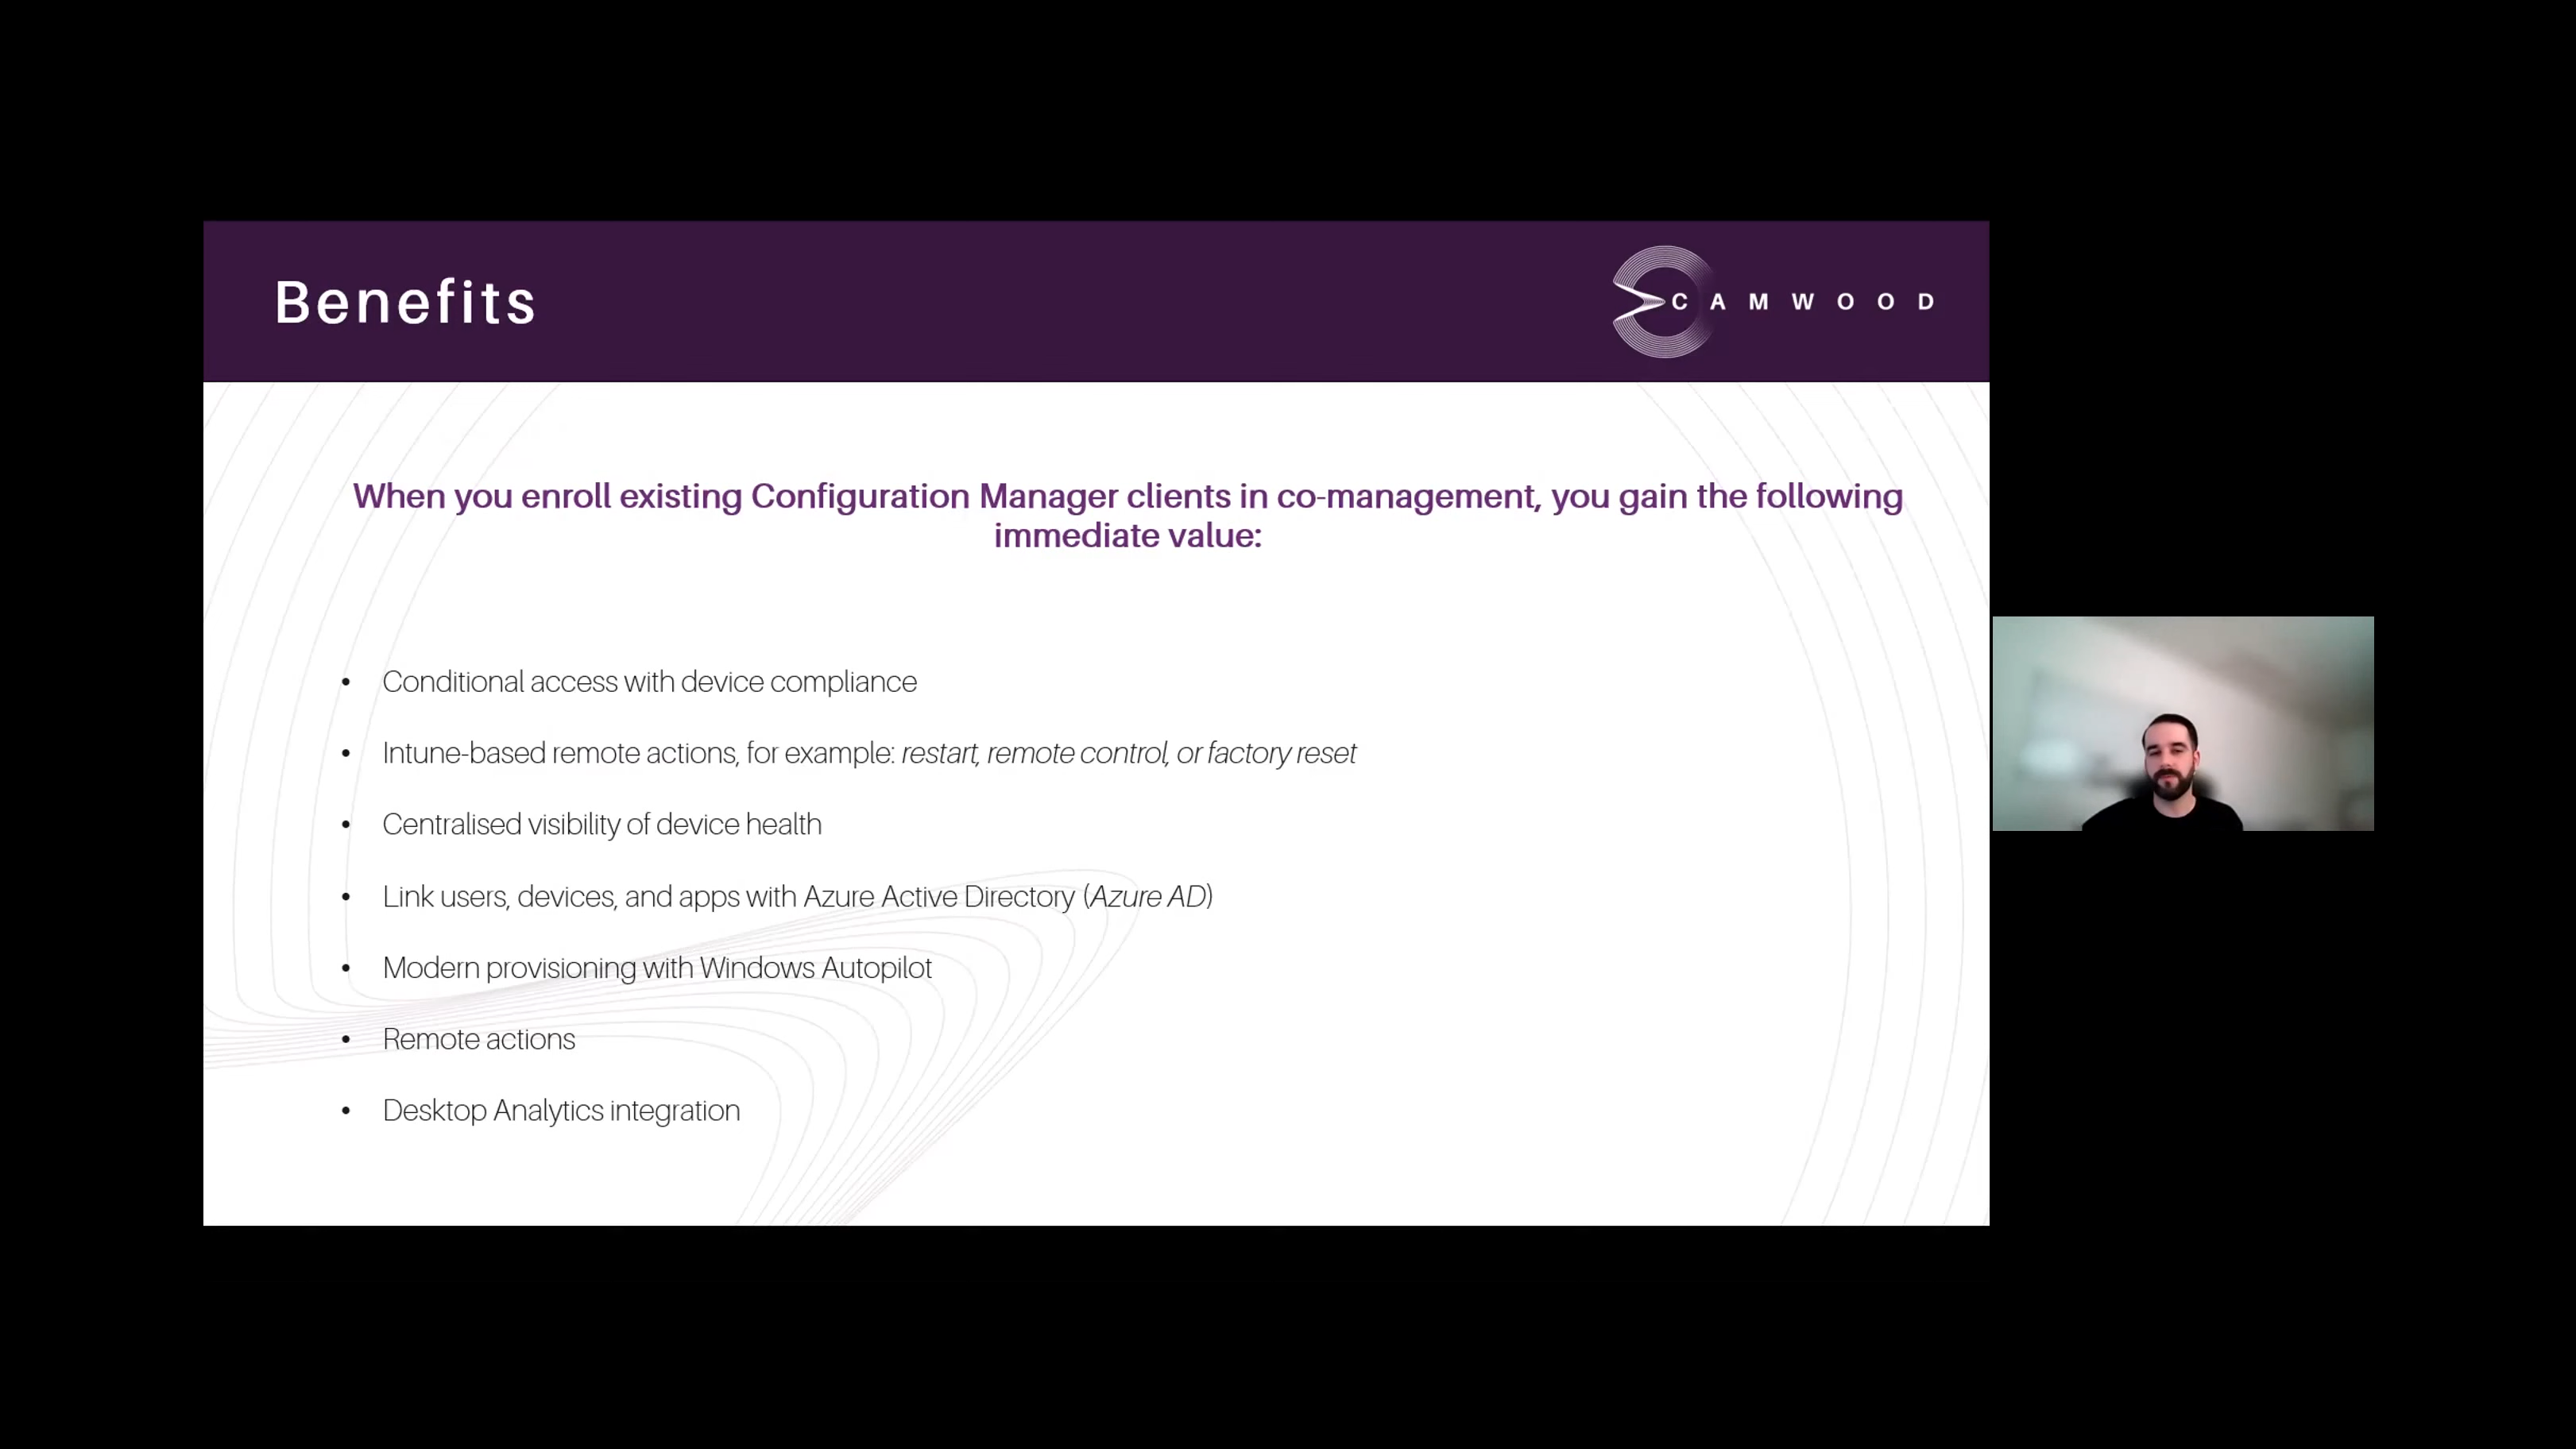 Benefits
CAMWOOD
When you enroll existing Configuration Manager clients in co-management, you gain the following
immediate value:
• Conditional access with device compliance
• Intune-based remote actions, for example: restart, remote control, or factory reset
• Centralised visibility of device health
• Link users, devices, and apps with Azure Active Directory (Azure AD)
• Modern provisioning with Windows Autopilot
• Remote actions
• Desktop Analytics integration